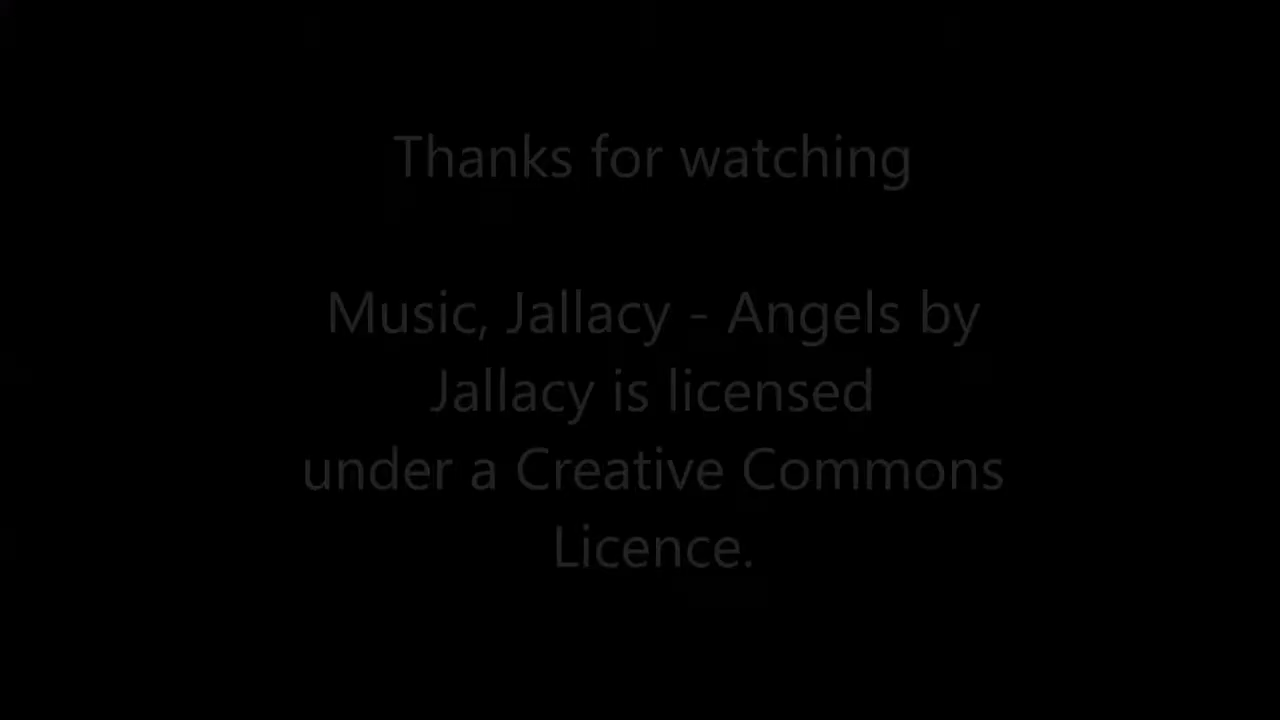 Thanks for watching
Music, Jallacy - Angels by
Jallacy is licensed
under a Creative Commons
Licence.